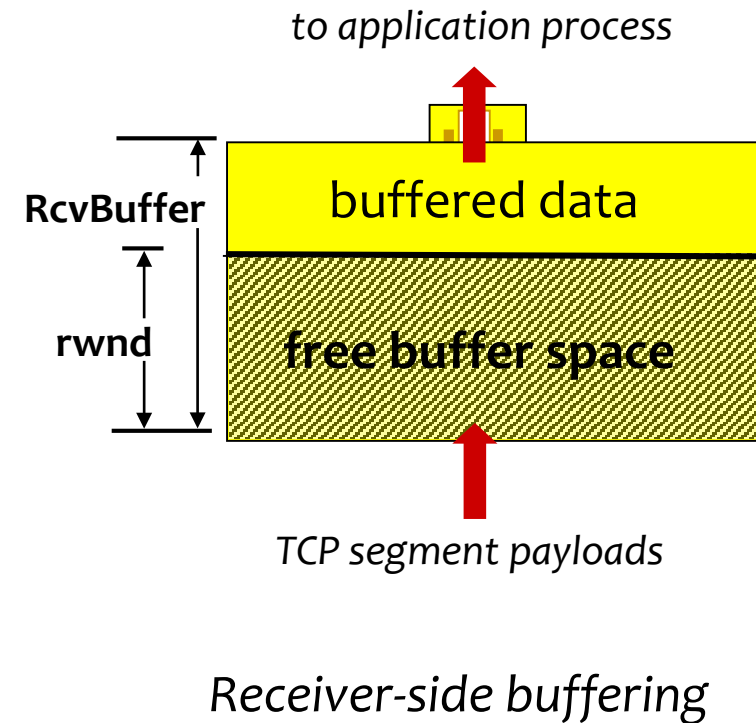 to application process
RcvBuffer
buffered data
rwnd
free buffer space
TCP segment payloads
Receiver-side buffering